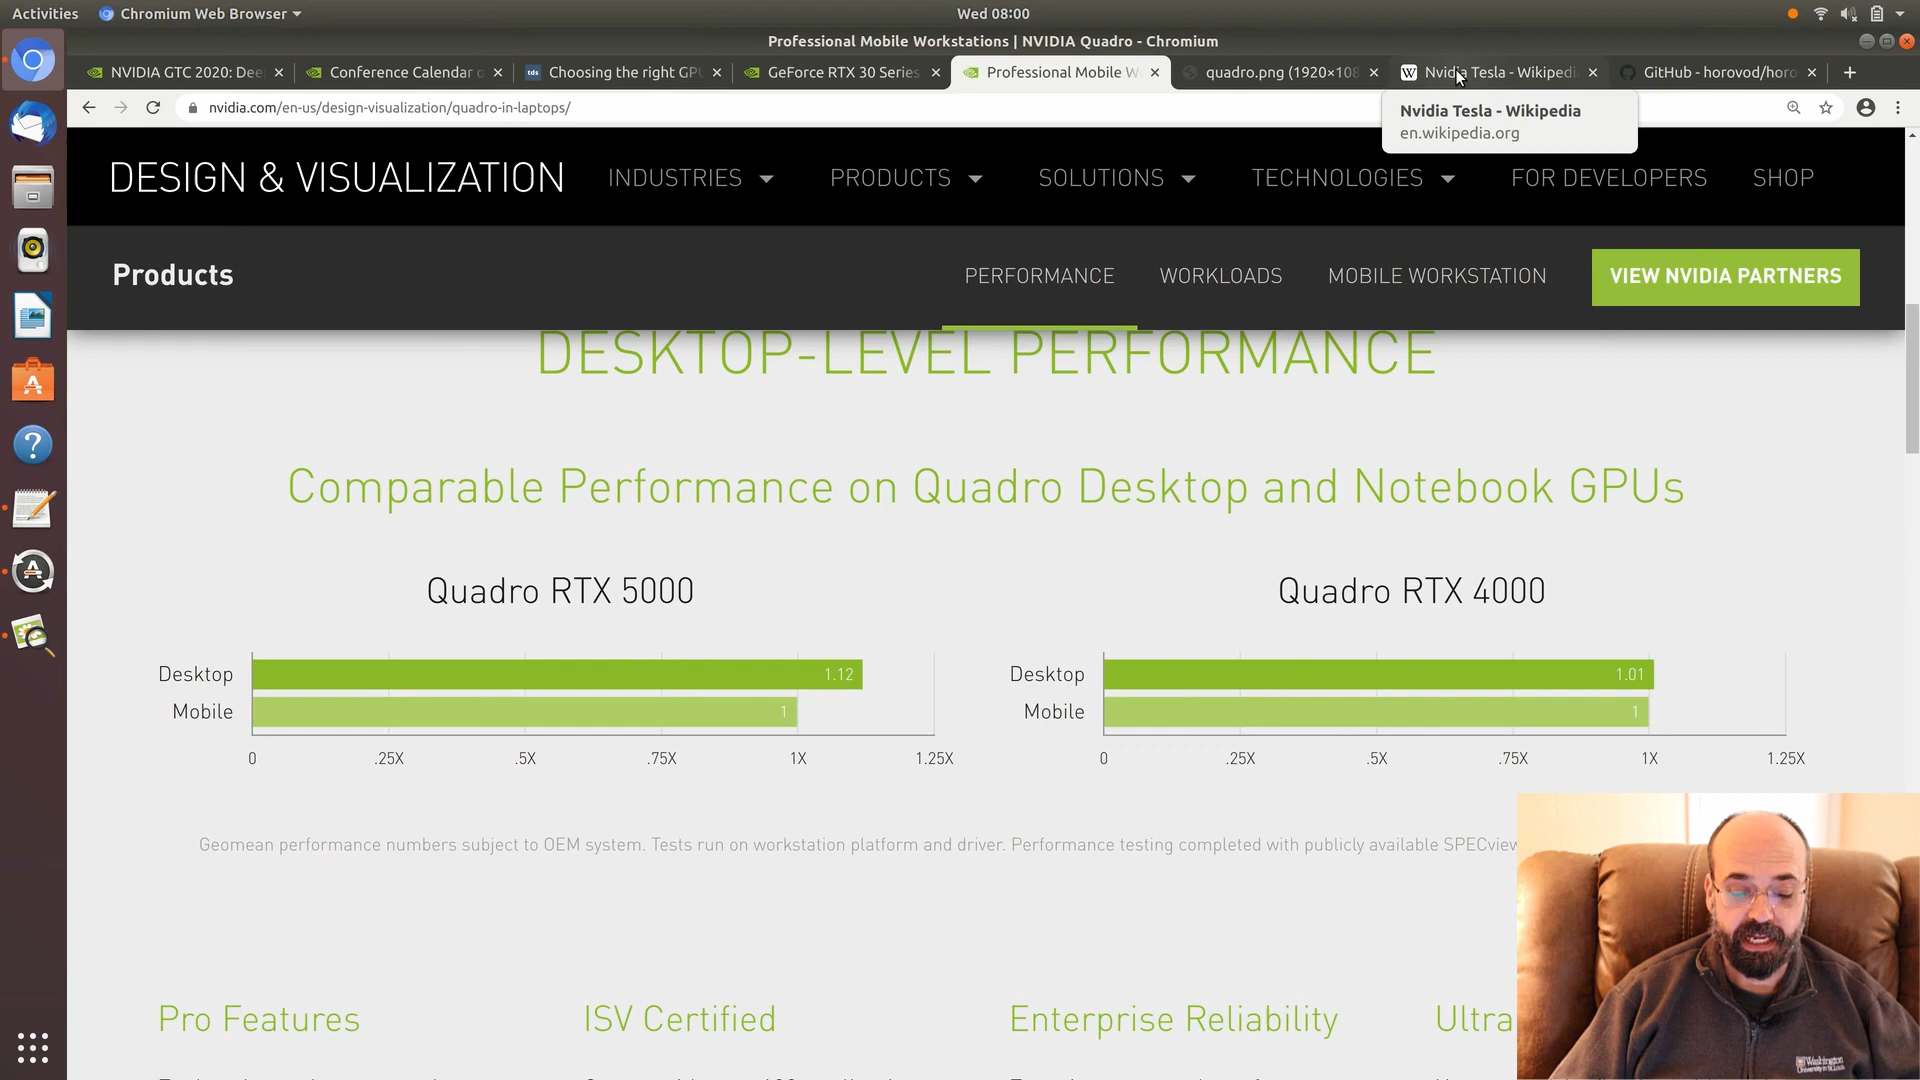 Activities
Chromium Web Browser
Wed 08:00
Professional Mobile Workstations | NVIDIA Quadro - Chromium
NVIDIA GTC 2020: Dee
Conference Calendar o
tds
Choosing the right GPU
GeForce RTX 30 Series
Professional Mobile W
quadro.png (1920×108
W
Nvidia Tesla - Wikipedi
GitHub - horovod/horo
nvidia.com/en-us/design-visualization/quadro-in-laptops/
Nvidia Tesla - Wikipedia
en.wikipedia.org
DESIGN & VISUALIZATION
INDUSTRIES
PRODUCTS
SOLUTIONS
TECHNOLOGIES
FOR DEVELOPERS
SHOP
Products
PERFORMANCE
WORKLOADS
MOBILE WORKSTATION
VIEW NVIDIA PARTNERS
DESKTOP-LEVEL PERFORMANCE
Comparable Performance on Quadro Desktop and Notebook GPUs
Quadro RTX 5000
Desktop
1.12
Mobile
1
0 .25X .5X .75X 1X 1.25X
Quadro RTX 4000
Desktop
1.01
Mobile
1
0 .25X .5X .75X 1X 1.25X
Geomean performance numbers subject to OEM system. Tests run on workstation platform and driver. Performance testing completed with publicly available SPECview
Pro Features
ISV Certified
Enterprise Reliability
Ultra
Washington
University in St. Louis